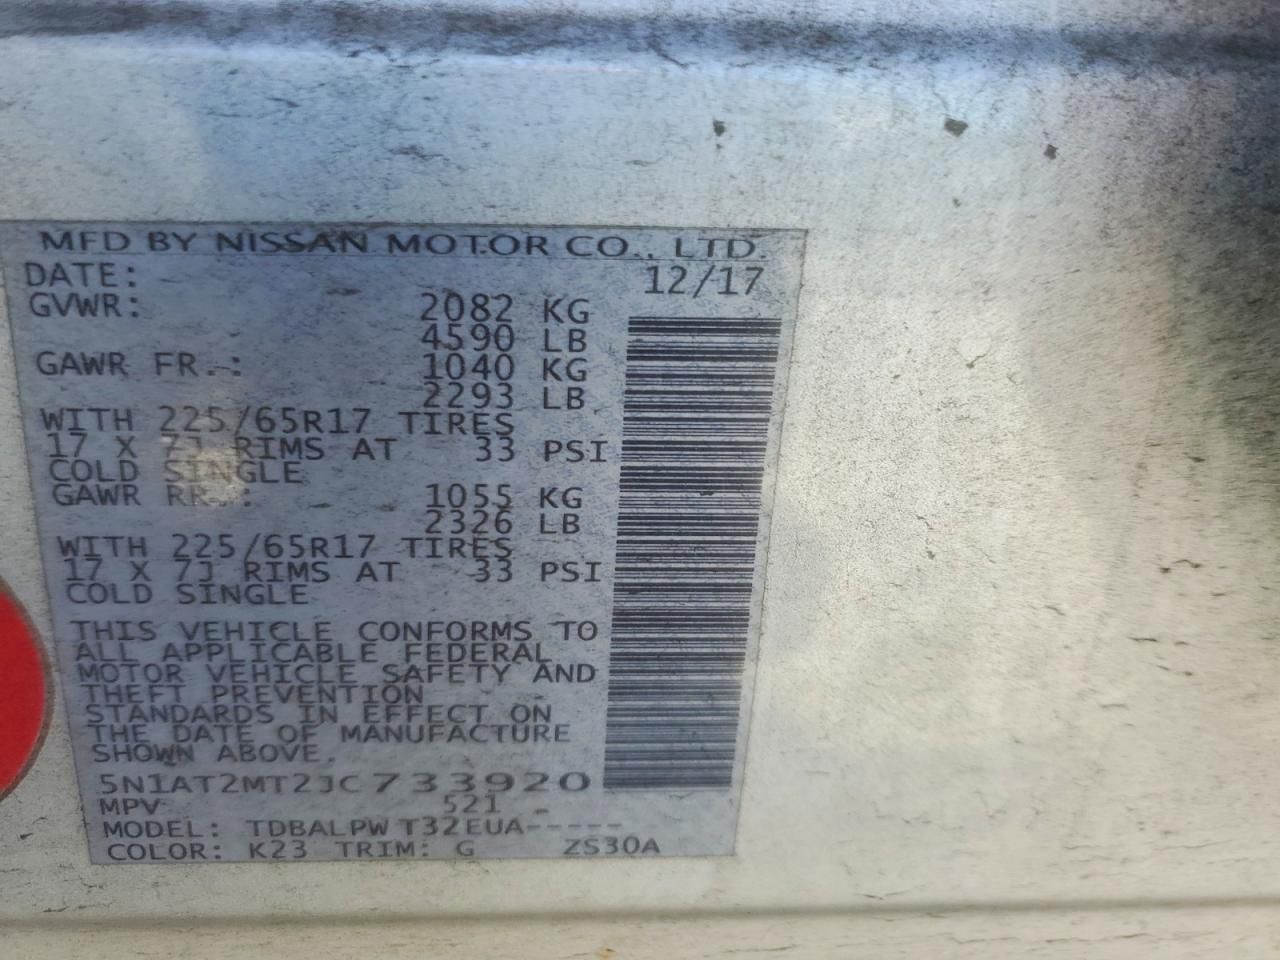 MFD BY NISSAN MOTOR CO., LTD.
DATE: 12/17
GVWR: 2082 KG
4590 LB
GAWR FR.: 1040 KG
2293 LB
WITH 225/65R17 TIRES
17 X 7J RIMS AT 33 PSI
COLD SINGLE
GAWR RR.: 1055 KG
2326 LB
WITH 225/65R17 TIRES
17 X 7J RIMS AT 33 PSI
COLD SINGLE
THIS VEHICLE CONFORMS TO
ALL APPLICABLE FEDERAL
MOTOR VEHICLE SAFETY AND
THEFT PREVENTION
STANDARDS IN EFFECT ON
THE DATE OF MANUFACTURE
SHOWN ABOVE.
5N1AT2MT2JC733920
MPV 521
MODEL: TDBALPW T32EUA-----
COLOR: K23 TRIM: G ZS30A